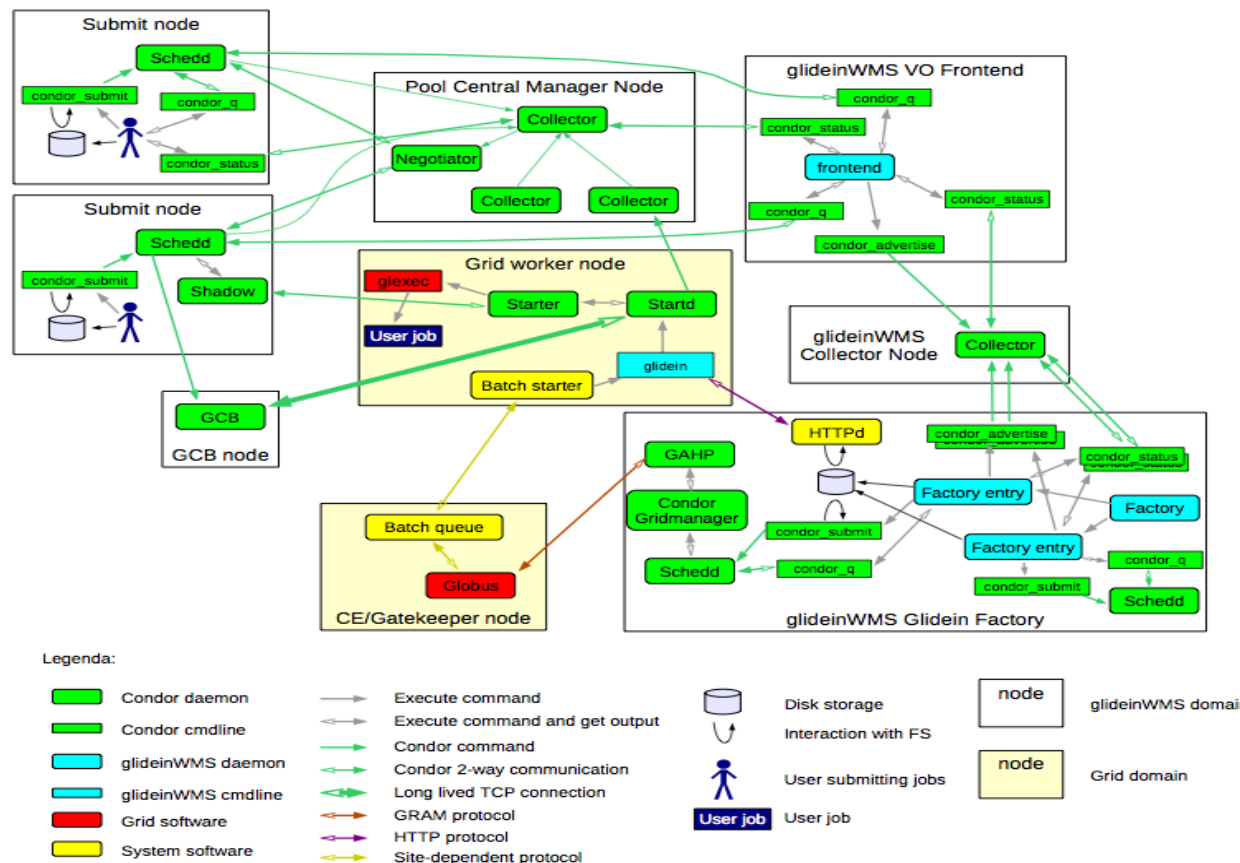 Submit node
Schedd
condor_submit
condor_q
condor_status
Pool Central Manager Node
Collector
Negotiator
Collector
Collector
glideinWMS VO Frontend
condor_q
condor_status
frontend
condor_q
condor_status
condor_advertise
Submit node
Schedd
condor_submit
Shadow
Grid worker node
glexec
Starter
Startd
User job
glidein
Batch starter
glideinWMS
Collector Node
Collector
GCB
GCB node
HTTPd
condor_advertise
condor_advertise
condor_status
condor_status
GAHP
Condor
Gridmanager
Factory entry
Factory
condor_submit
Factory entry
Schedd
condor_q
condor_q
condor_submit
Schedd
glideinWMS Glidein Factory
Batch queue
Globus
CE/Gatekeeper node
Legenda:
Condor daemon
Condor cmdline
glideinWMS daemon
glideinWMS cmdline
Grid software
System software
Execute command
Execute command and get output
Condor command
Condor 2-way communication
Long lived TCP connection
GRAM protocol
HTTP protocol
Site-dependent protocol
Disk storage
Interaction with FS
User submitting jobs
User job
User job
node
glideinWMS domai
node
Grid domain